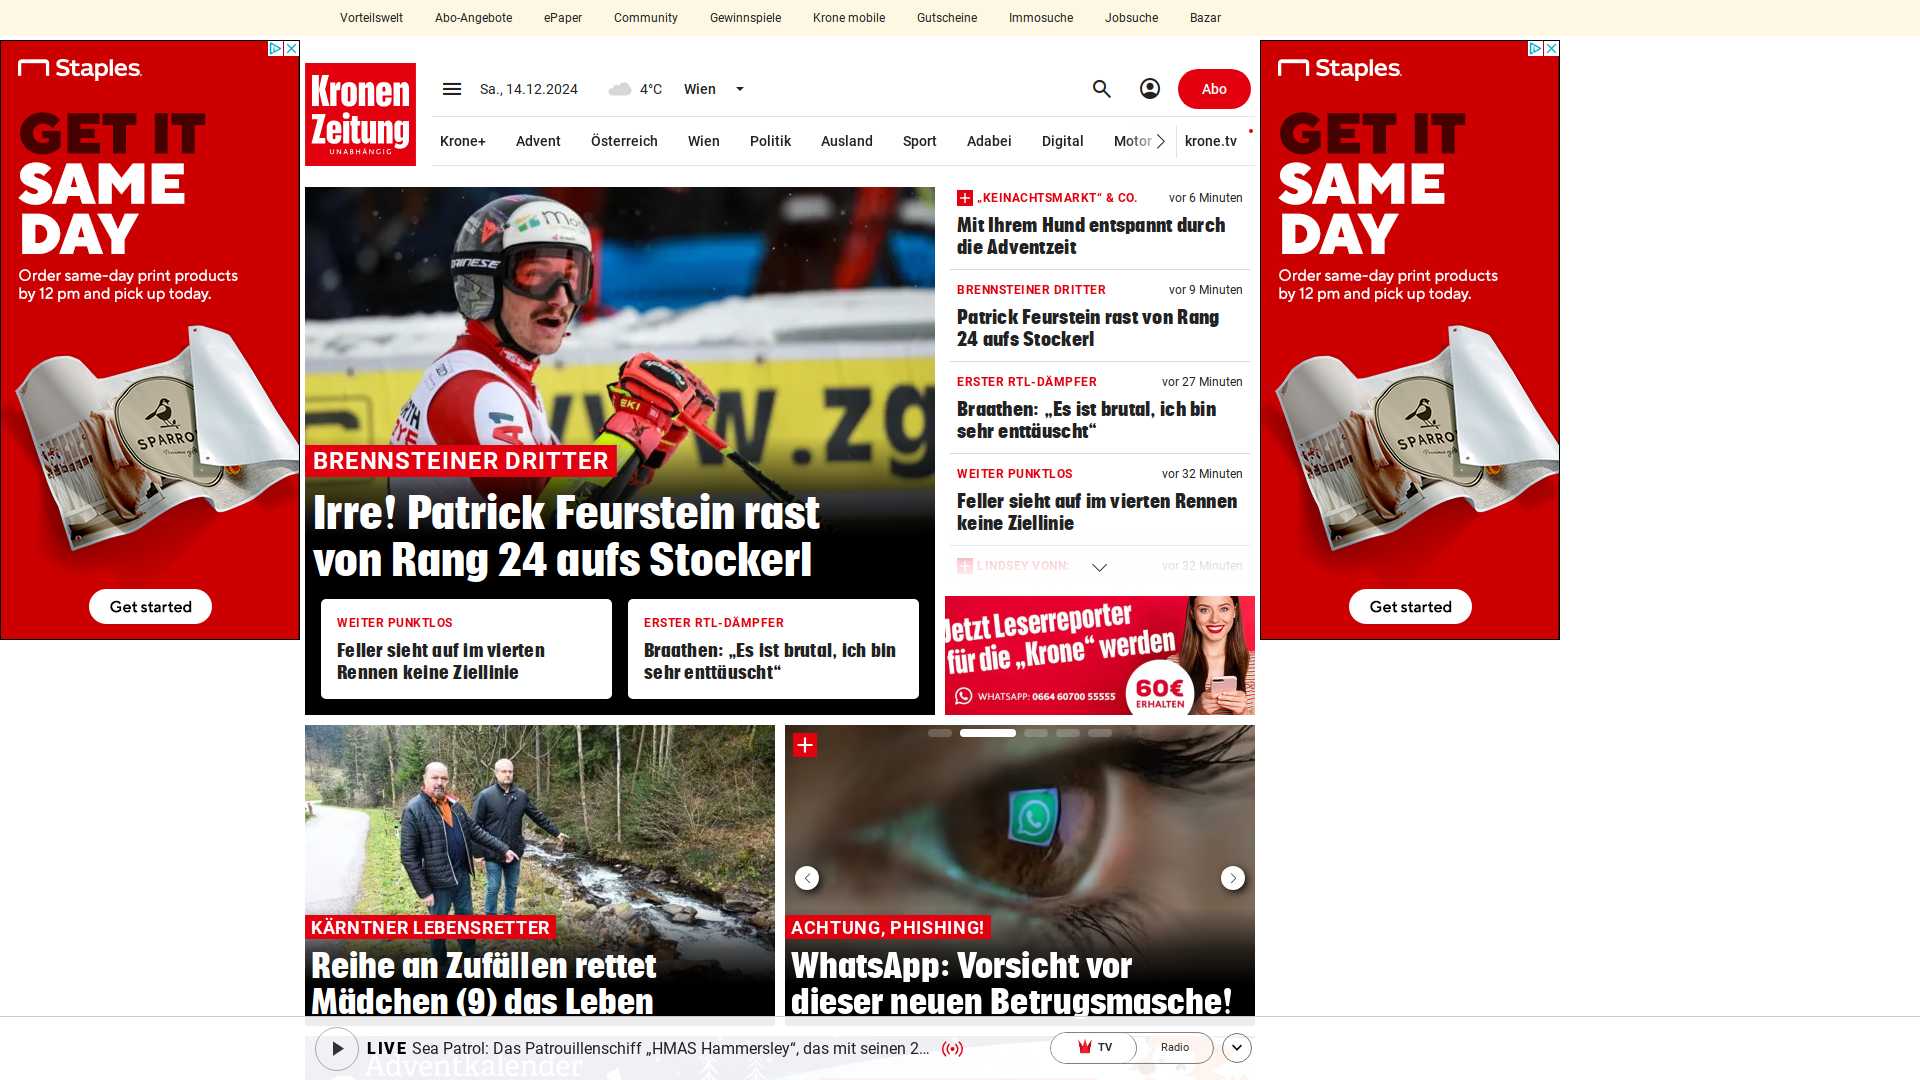 Vorteilswelt Abo-Angebote ePaper Community Gewinnspiele Krone mobile Gutscheine Immosuche Jobsuche Bazar
Staples
GET IT
SAME
DAY
Order same-day print products
by 12 pm and pick up today.
SPARRO
Get started
Kronen
Zeitung
UNABHÄNGIG
Sa., 14.12.2024 4°C Wien
Abo
Krone+ Advent Österreich Wien Politik Ausland Sport Adabei Digital Motor krone.tv
BRENNSTEINER DRITTER
Irre! Patrick Feurstein rast
von Rang 24 aufs Stockerl
WEITER PUNKTLOS
Feller sieht auf im vierten
Rennen keine Ziellinie
ERSTER RTL-DÄMPFER
Braathen: „Es ist brutal, ich bin
sehr enttäuscht“
„KEINACHTSMARKT“ & CO. vor 6 Minuten
Mit Ihrem Hund entspannt durch
die Adventzeit
BRENNSTEINER DRITTER vor 9 Minuten
Patrick Feurstein rast von Rang
24 aufs Stockerl
ERSTER RTL-DÄMPFER vor 27 Minuten
Braathen: „Es ist brutal, ich bin
sehr enttäuscht“
WEITER PUNKTLOS vor 32 Minuten
Feller sieht auf im vierten Rennen
keine Ziellinie
LINDSEY VONN: vor 32 Minuten
Jetzt Leserreporter
für die „Krone“ werden
WHATSAPP: 0664 60700 55555
60€
ERHALTEN
Staples
GET IT
SAME
DAY
Order same-day print products
by 12 pm and pick up today.
SPARRO
Get started
www.zg
KÄRNTNER LEBENSRETTER
Reihe an Zufällen rettet
Mädchen (9) das Leben
ACHTUNG, PHISHING!
WhatsApp: Vorsicht vor
dieser neuen Betrugsmasche!
LIVE Sea Patrol: Das Patrouillenschiff „HMAS Hammersley“, das mit seinen 2...
TV Radio
Adventkalender